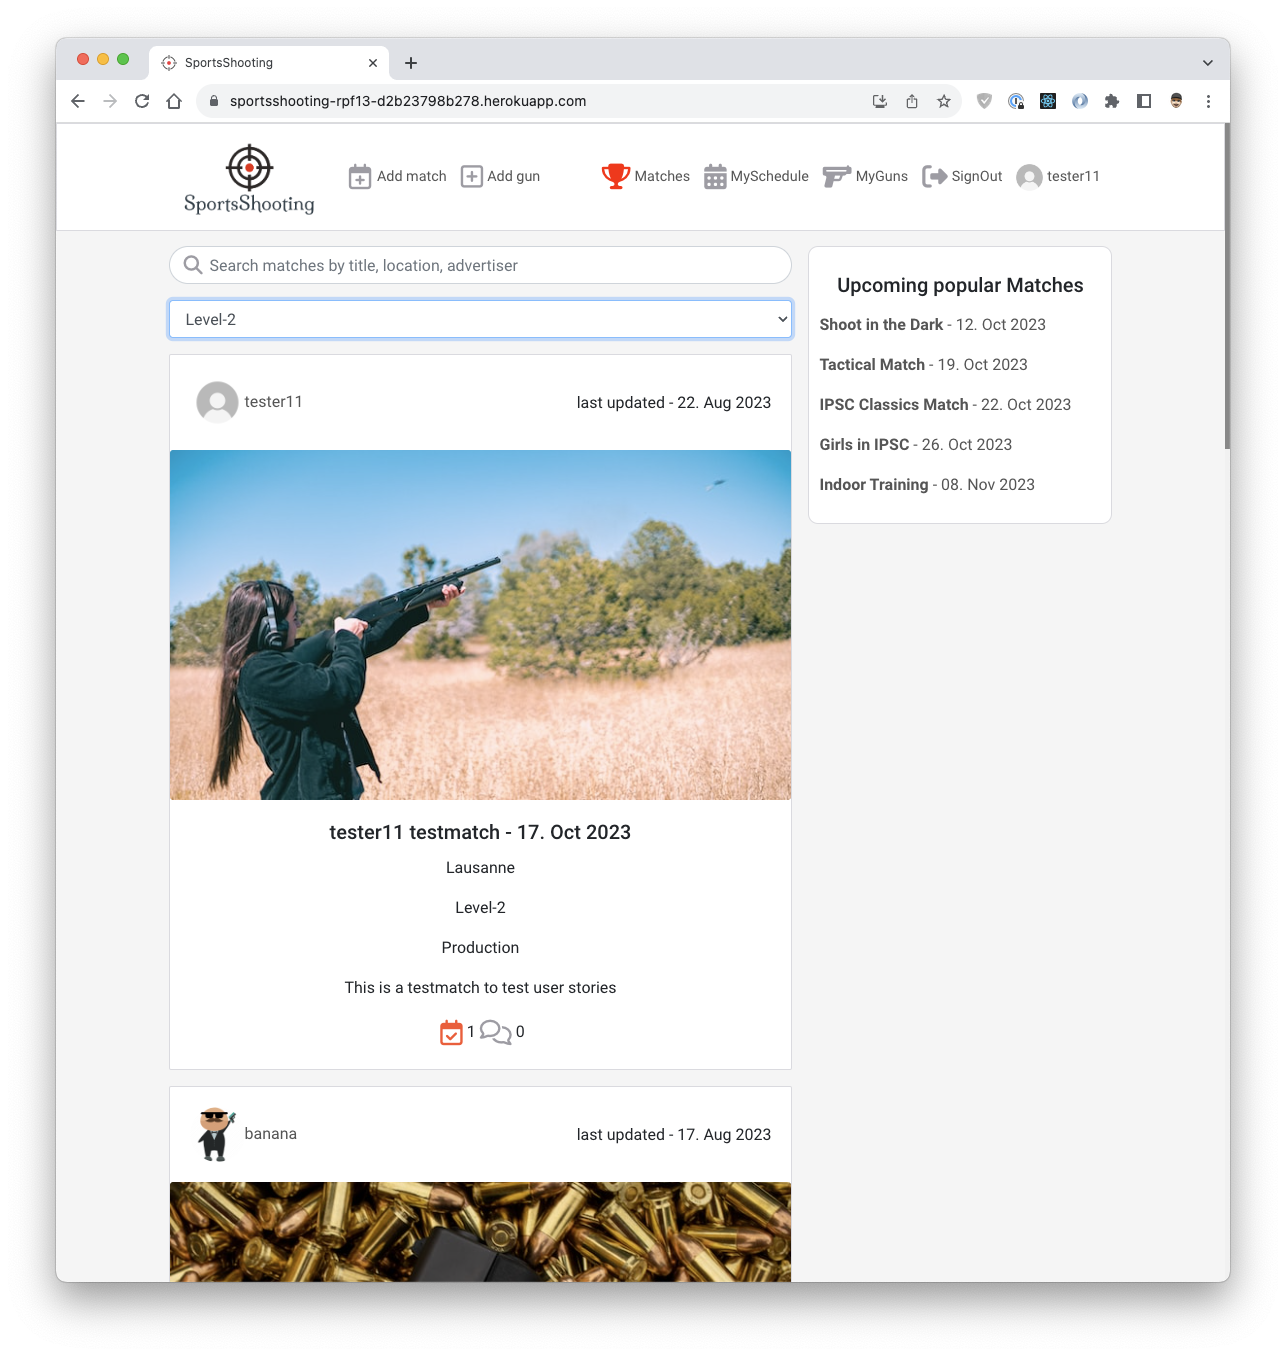 SportsShooting
sportsshooting-rpf13-d2b23798b278.herokuapp.com
SportsShooting
Add match
Add gun
Matches
MySchedule
MyGuns
SignOut
tester11
Search matches by title, location, advertiser
Level-2
tester11
last updated - 22. Aug 2023
tester11 testmatch - 17. Oct 2023
Lausanne
Level-2
Production
This is a testmatch to test user stories
1
0
banana
last updated - 17. Aug 2023
Upcoming popular Matches
Shoot in the Dark - 12. Oct 2023
Tactical Match - 19. Oct 2023
IPSC Classics Match - 22. Oct 2023
Girls in IPSC - 26. Oct 2023
Indoor Training - 08. Nov 2023